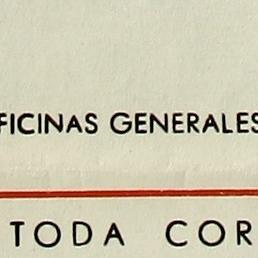 FICINAS GENERALES
TODA COR